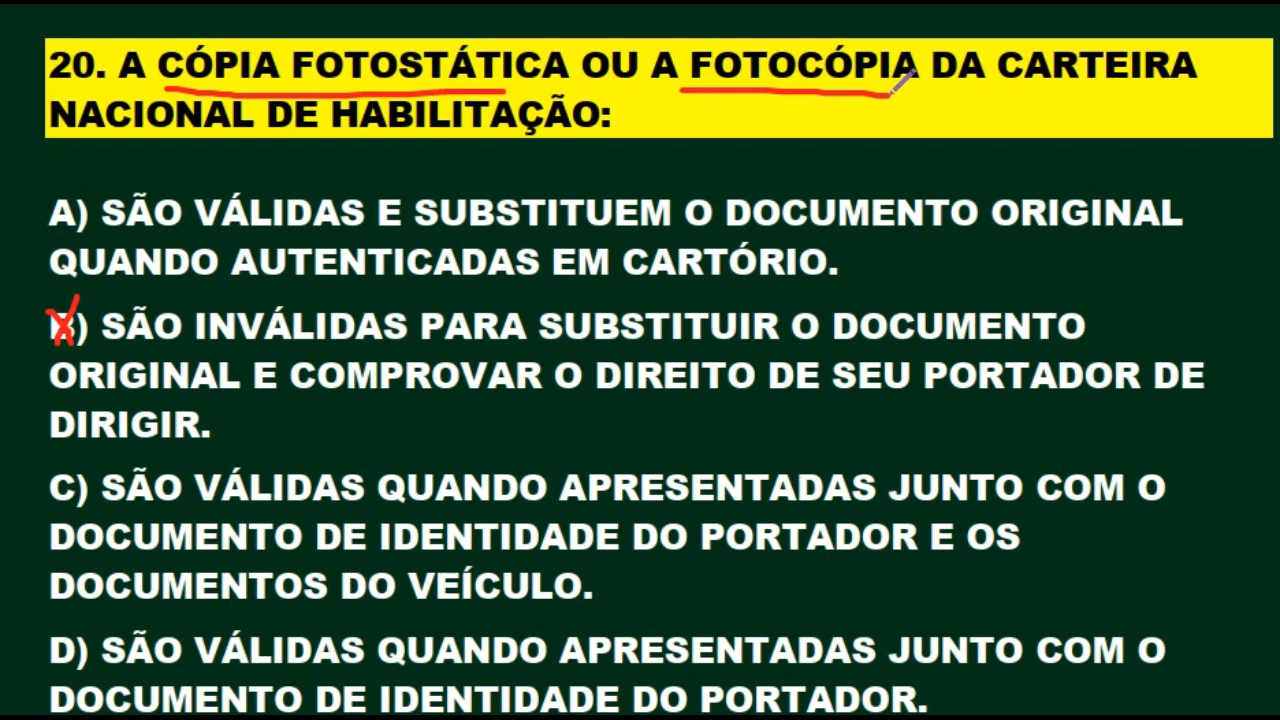 20. A CÓPIA FOTOSTÁTICA OU A FOTOCÓPIA DA CARTEIRA
NACIONAL DE HABILITAÇÃO:
A) SÃO VÁLIDAS E SUBSTITUEM O DOCUMENTO ORIGINAL
QUANDO AUTENTICADAS EM CARTÓRIO.
B) SÃO INVÁLIDAS PARA SUBSTITUIR O DOCUMENTO
ORIGINAL E COMPROVAR O DIREITO DE SEU PORTADOR DE
DIRIGIR.
C) SÃO VÁLIDAS QUANDO APRESENTADAS JUNTO COM O
DOCUMENTO DE IDENTIDADE DO PORTADOR E OS
DOCUMENTOS DO VEÍCULO.
D) SÃO VÁLIDAS QUANDO APRESENTADAS JUNTO COM O
DOCUMENTO DE IDENTIDADE DO PORTADOR.